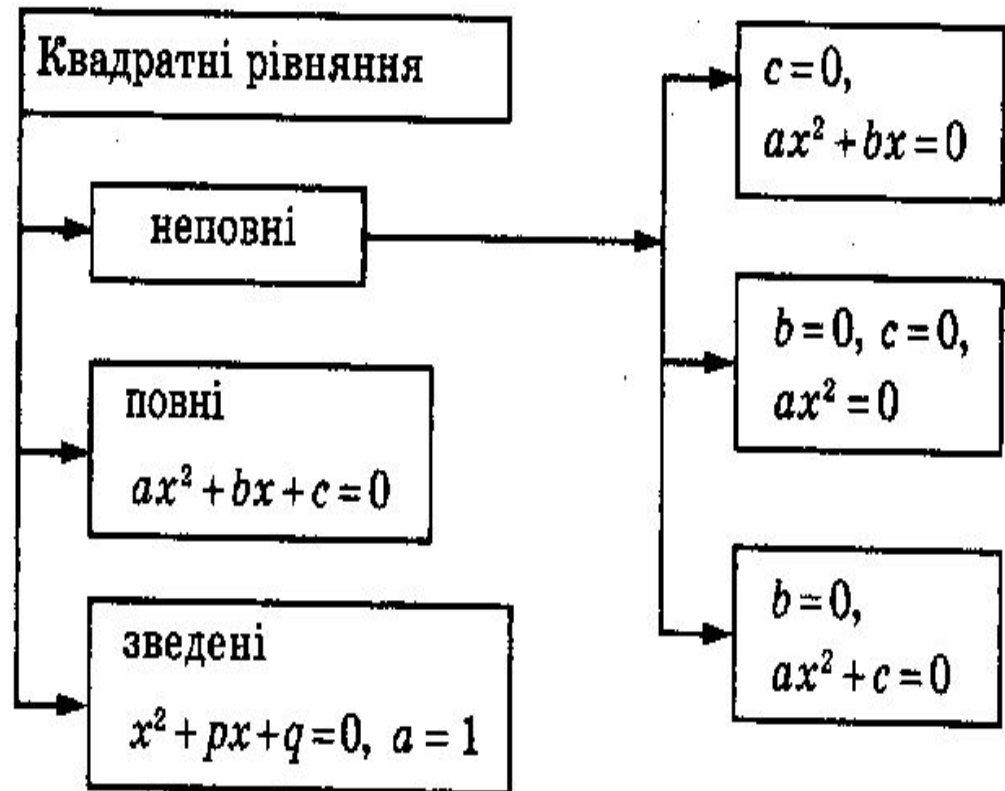 Квадратні рівняння
неповні
повні
ax² + bx + c = 0
зведені
x² + px + q = 0, a = 1
c = 0,
ax² + bx = 0
b = 0, c = 0,
ax² = 0
b = 0,
ax² + c = 0